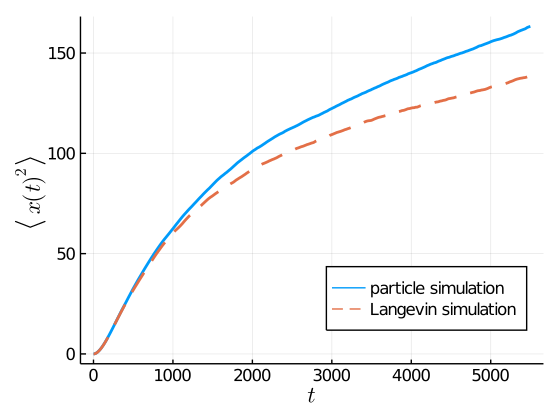 150
100
50
0
⟨ x(t)² ⟩
particle simulation
Langevin simulation
0 1000 2000 3000 4000 5000
t